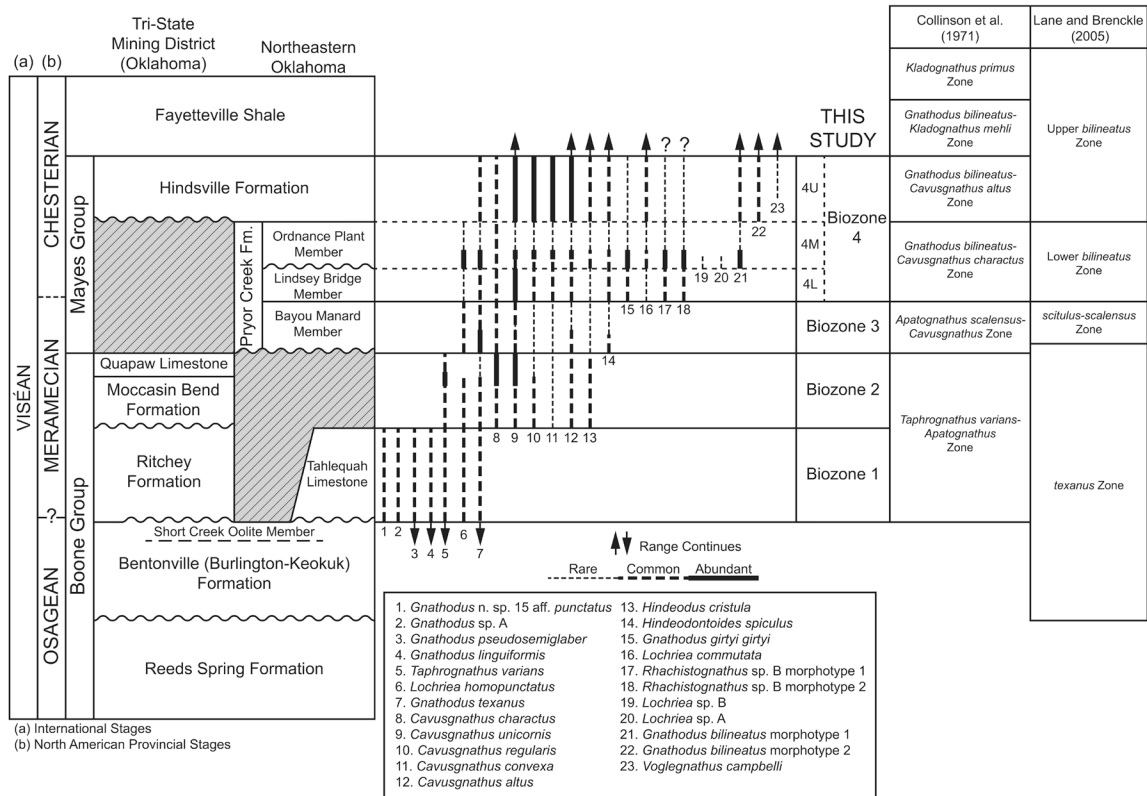 Tri-State
Mining District
(Oklahoma)
Northeastern
Oklahoma
(a) (b)
Collinson et al.
(1971)
Lane and Brenckle
(2005)
VISÉAN
CHESTERIAN
MERAMECIAN
?
OSAGEAN
Mayes Group
Boone Group
Fayetteville Shale
Hindsville Formation
Pryor Creek Fm.
Ordnance Plant
Member
Lindsey Bridge
Member
Bayou Manard
Member
Quapaw Limestone
Moccasin Bend
Formation
Ritchey
Formation
Tahlequah
Limestone
Short Creek Oolite Member
Bentonville (Burlington-Keokuk)
Formation
Reeds Spring Formation
(a) International Stages
(b) North American Provincial Stages
? ?
23
22
19 20 21
15 16 17 18
14
8 9 10 11 12 13
1 2 3 4 5 6 7
THIS
STUDY
4U
4M
4L
Biozone
4
Biozone 3
Biozone 2
Biozone 1
Kladognathus primus
Zone
Gnathodus bilineatus-
Kladognathus mehli
Zone
Gnathodus bilineatus-
Cavusgnathus altus
Zone
Gnathodus bilineatus-
Cavusgnathus charactus
Zone
Apatognathus scalensus-
Cavusgnathus Zone
Taphrognathus varians-
Apatognathus
Zone
Upper bilineatus
Zone
Lower bilineatus
Zone
scitulus-scalensus
Zone
texanus Zone
Range Continues
Rare Common Abundant
1. Gnathodus n. sp. 15 aff. punctatus
2. Gnathodus sp. A
3. Gnathodus pseudosemiglaber
4. Gnathodus linguiformis
5. Taphrognathus varians
6. Lochriea homopunctatus
7. Gnathodus texanus
8. Cavusgnathus charactus
9. Cavusgnathus unicornis
10. Cavusgnathus regularis
11. Cavusgnathus convexa
12. Cavusgnathus altus
13. Hindeodus cristula
14. Hindeodontoides spiculus
15. Gnathodus girtyi girtyi
16. Lochriea commutata
17. Rhachistognathus sp. B morphotype 1
18. Rhachistognathus sp. B morphotype 2
19. Lochriea sp. B
20. Lochriea sp. A
21. Gnathodus bilineatus morphotype 1
22. Gnathodus bilineatus morphotype 2
23. Voglegnathus campbelli